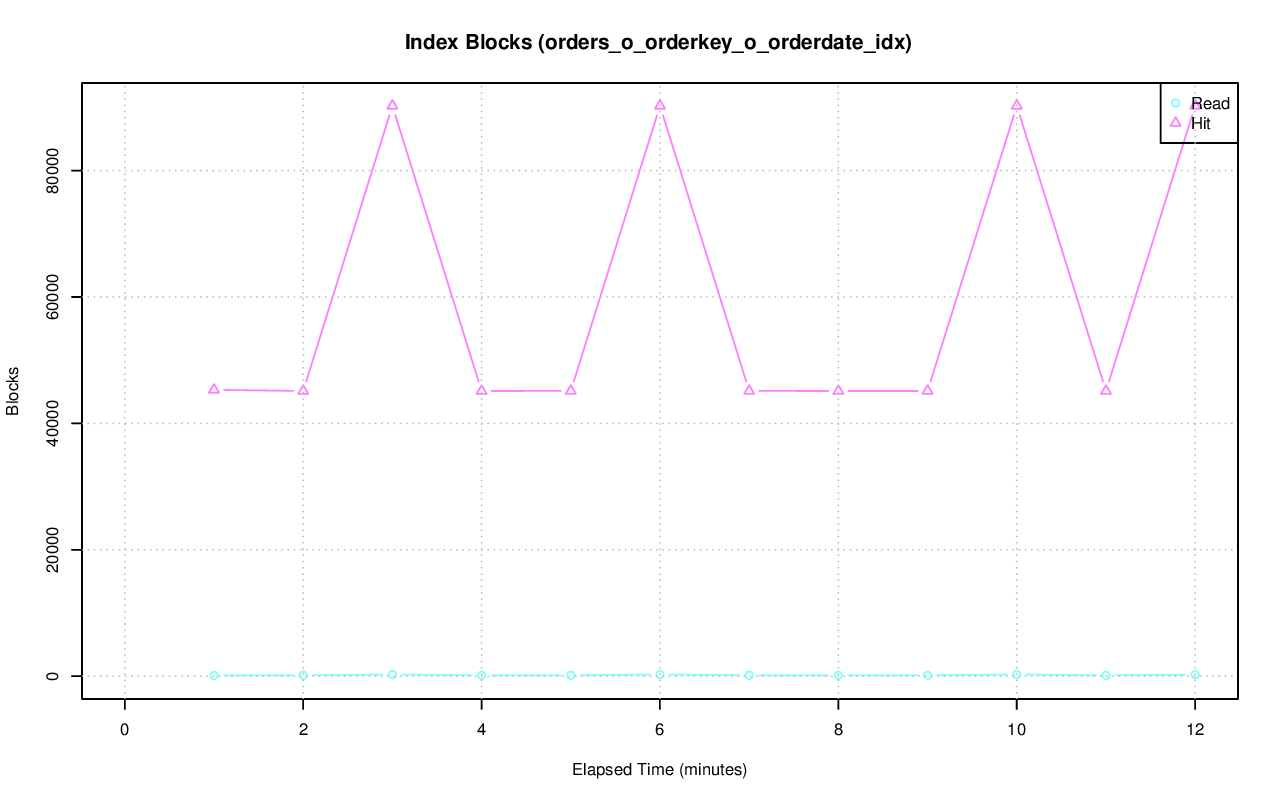 Index Blocks (orders_o_orderkey_o_orderdate_idx)
Read
Hit
Blocks
80000
60000
40000
20000
0
0 2 4 6 8 10 12
Elapsed Time (minutes)